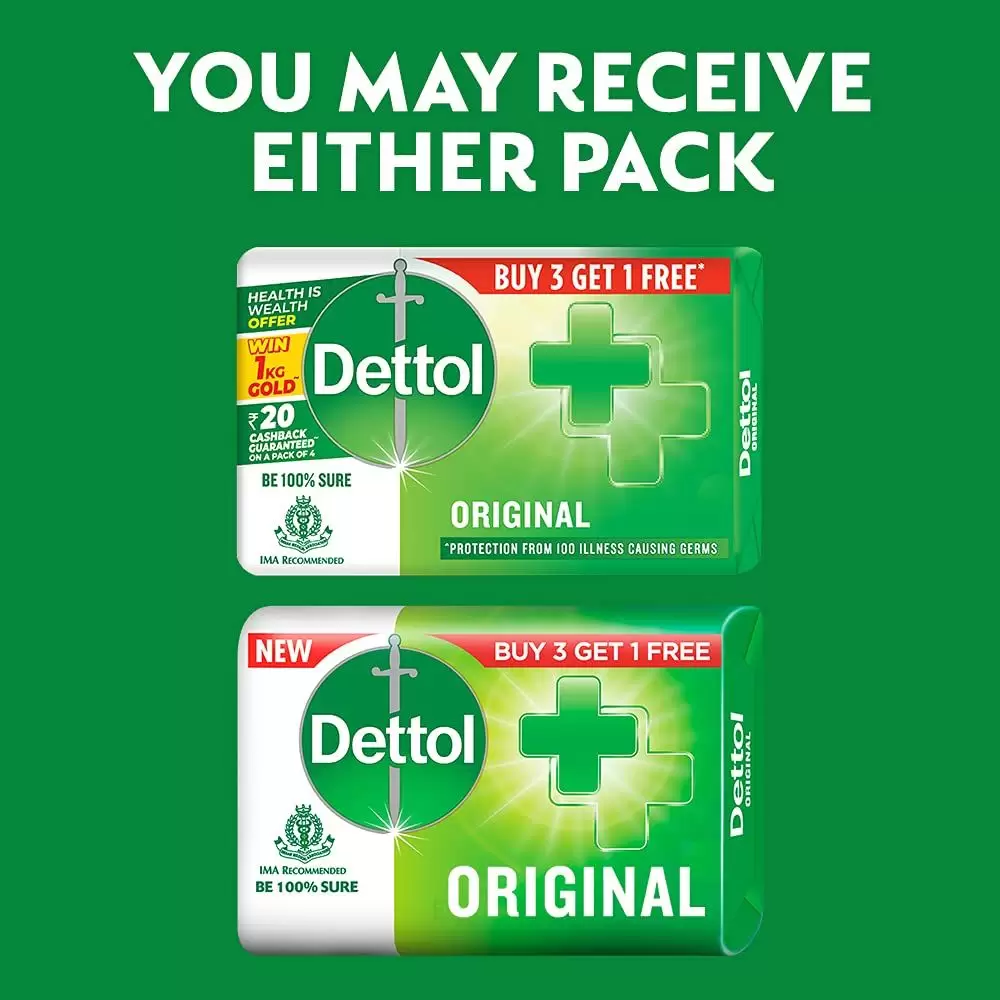 YOU MAY RECEIVE
EITHER PACK
BUY 3 GET 1 FREE*
HEALTH IS
WEALTH
OFFER
WIN
1KG
GOLD~
₹20
CASHBACK
GUARANTEED~
ON A PACK OF 4
Dettol
BE 100% SURE
IMA RECOMMENDED
ORIGINAL
*PROTECTION FROM 100 ILLNESS CAUSING GERMS
Dettol
ORIGINAL
NEW
BUY 3 GET 1 FREE
Dettol
IMA RECOMMENDED
BE 100% SURE
ORIGINAL
Dettol
ORIGINAL